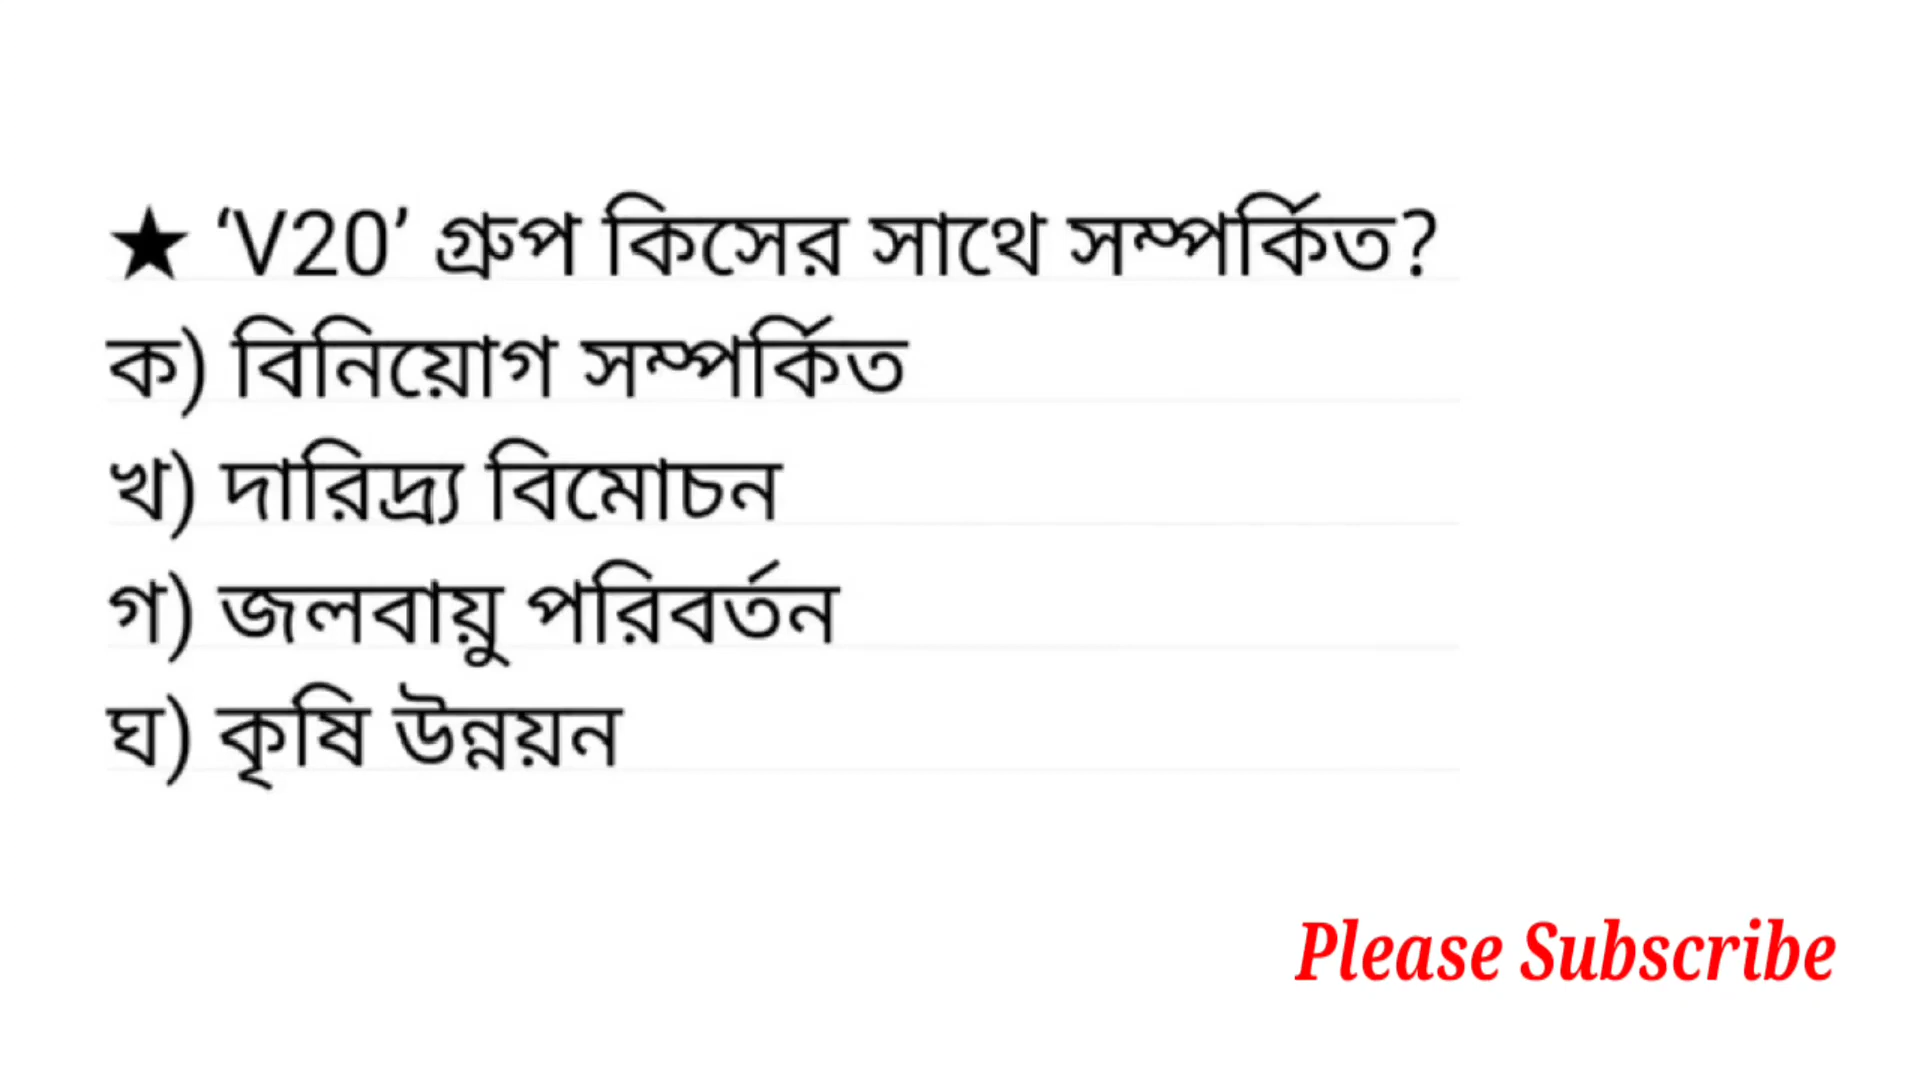 ★ ‘V20’ গ্রুপ কিসের সাথে সম্পর্কিত?
ক) বিনিয়োগ সম্পর্কিত
খ) দারিদ্র্য বিমোচন
গ) জলবায়ু পরিবর্তন
ঘ) কৃষি উন্নয়ন
Please Subscribe